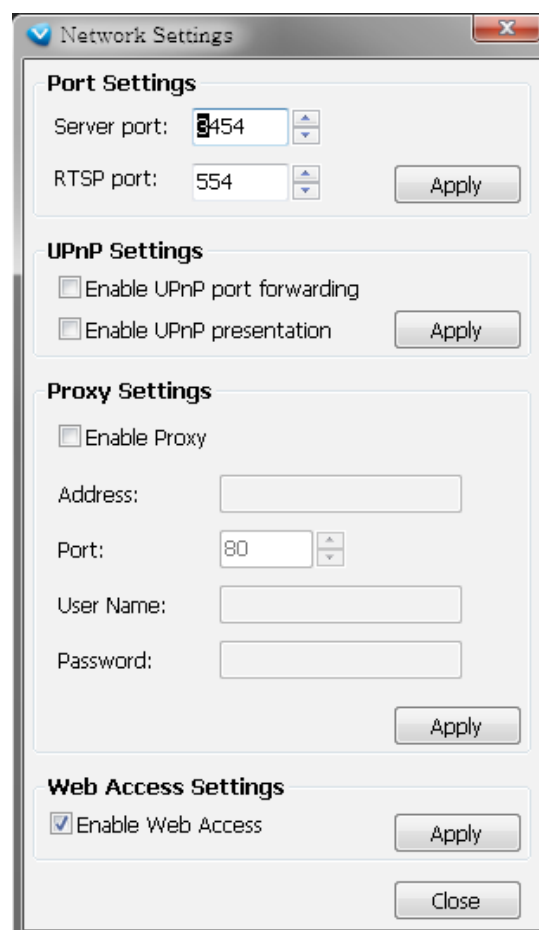 Network Settings
Port Settings
Server port: 3454
RTSP port: 554
Apply
UPnP Settings
Enable UPnP port forwarding
Enable UPnP presentation
Apply
Proxy Settings
Enable Proxy
Address:
Port: 80
User Name:
Password:
Apply
Web Access Settings
Enable Web Access
Apply
Close